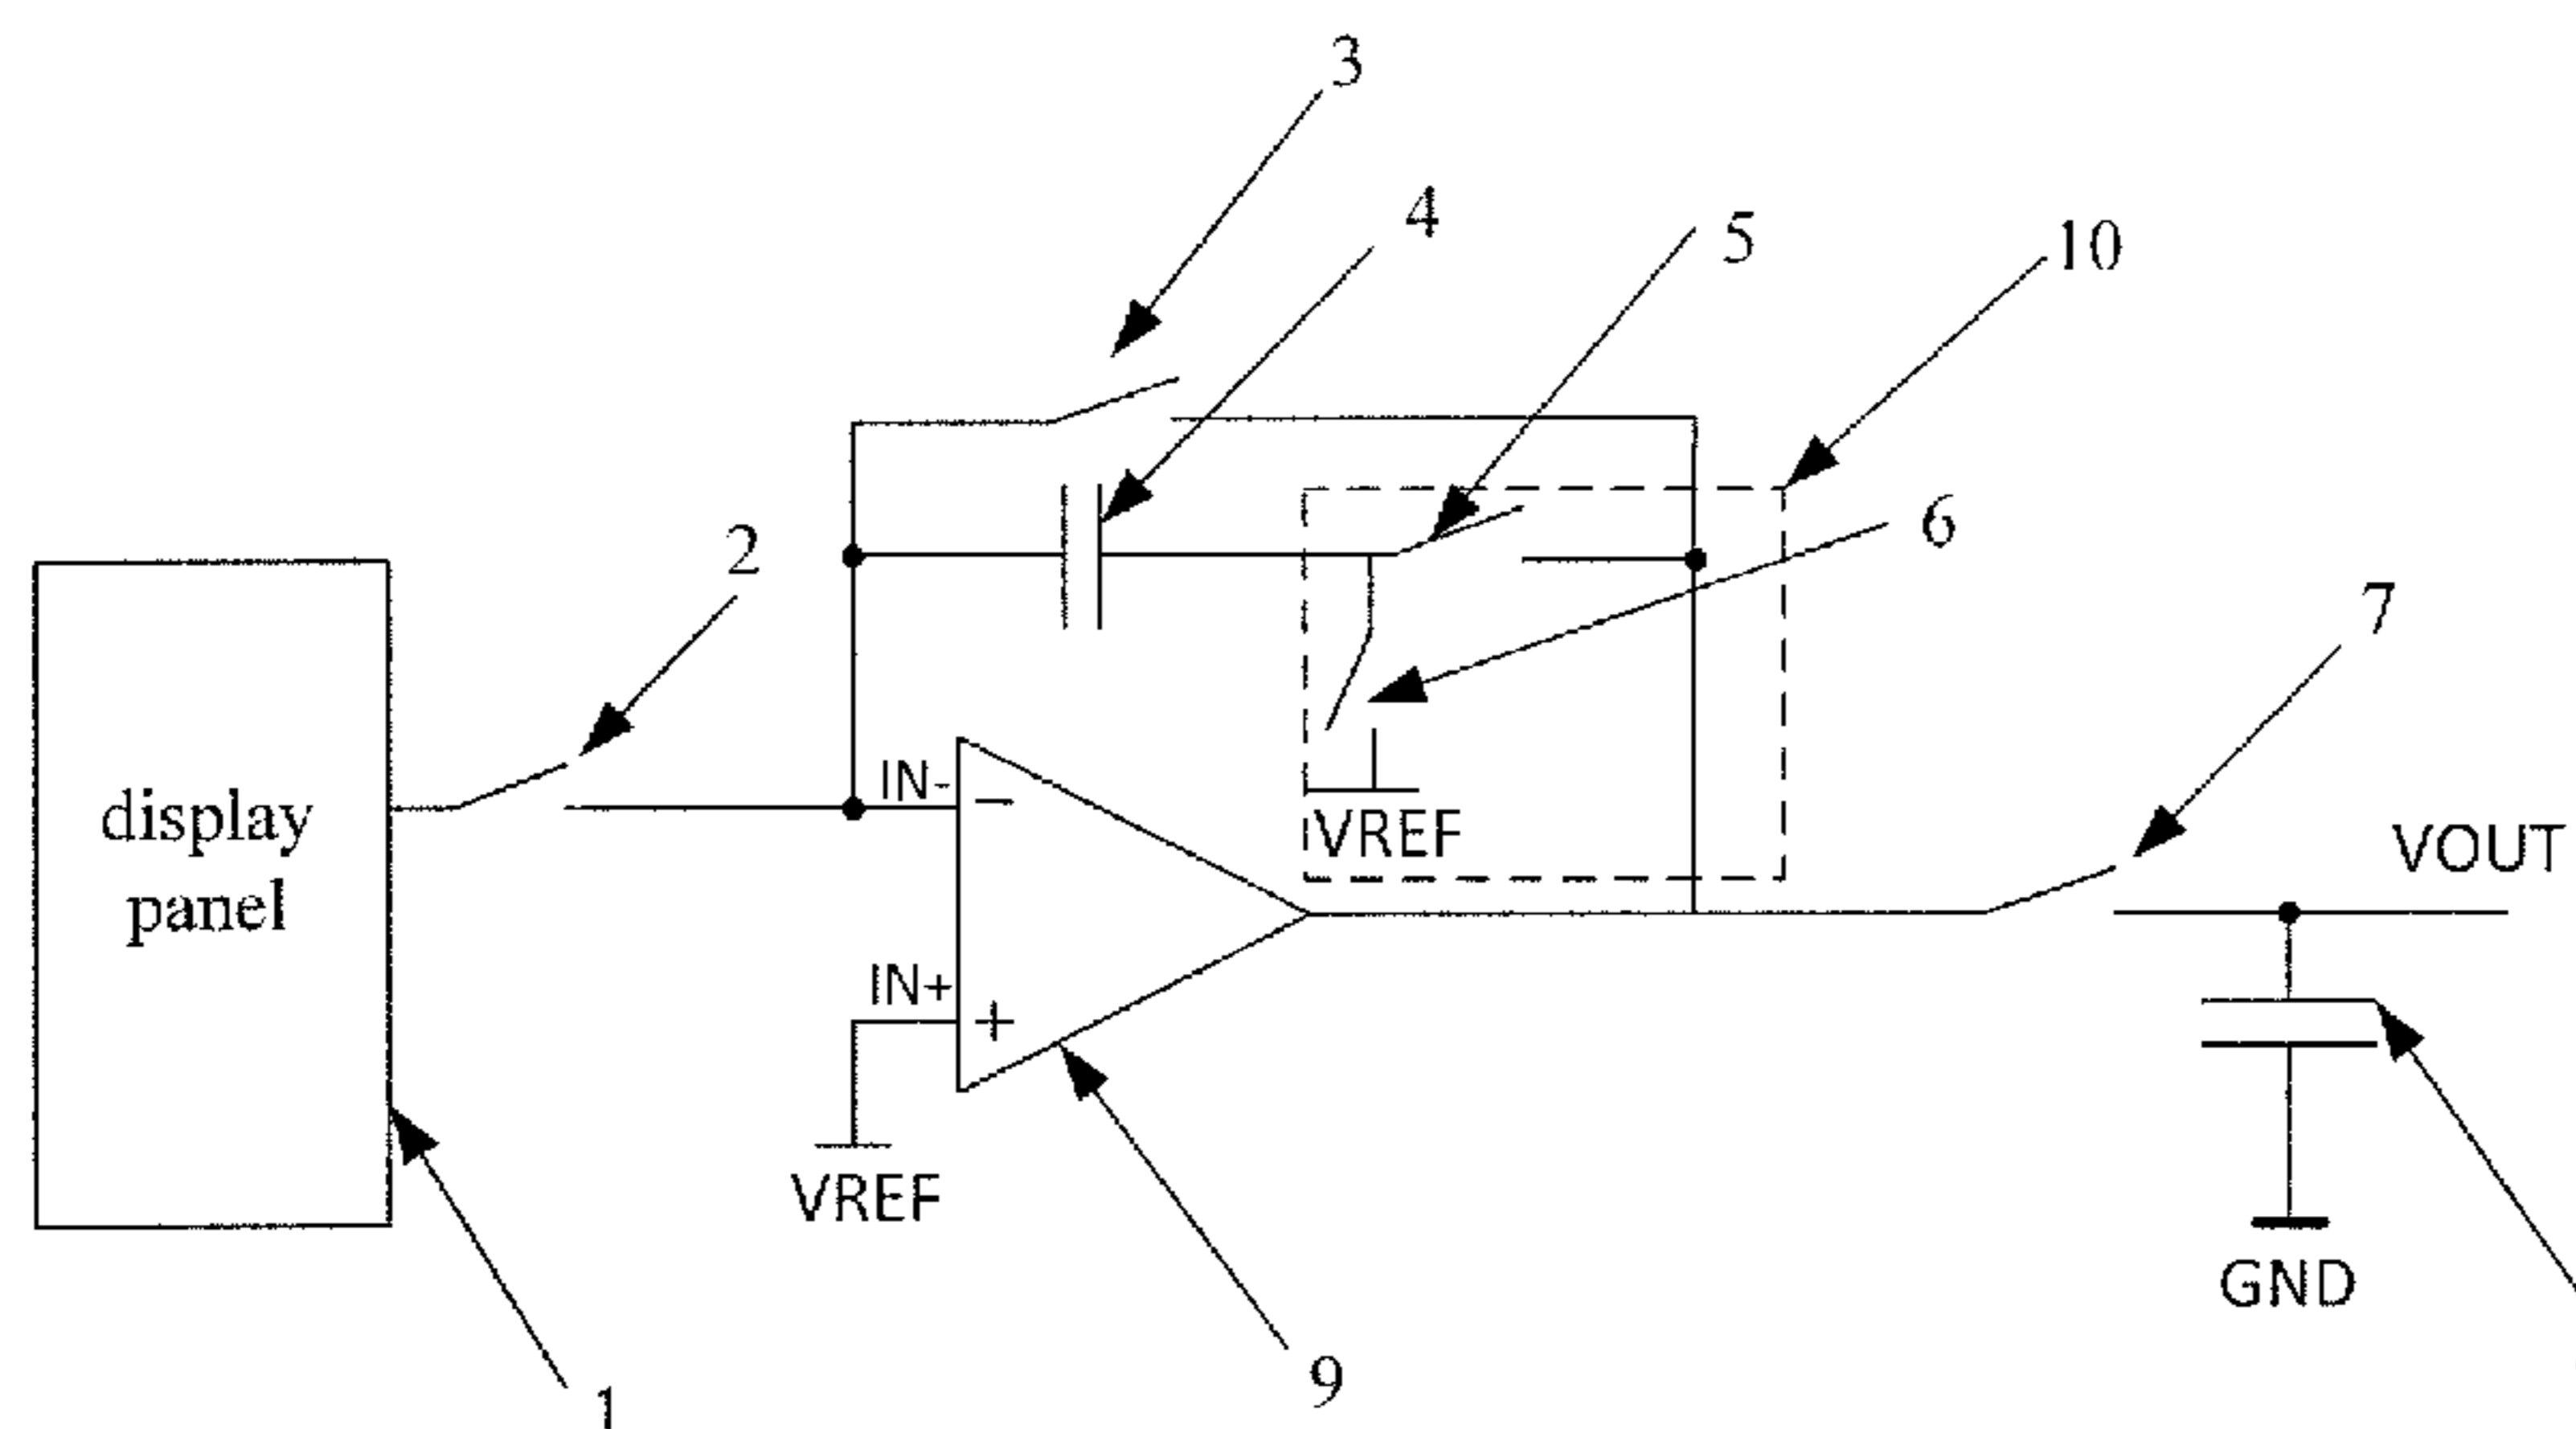 3
4
5
10
2
6
7
display
panel
IN-
−
VREF
VOUT
IN+
+
VREF
GND
9
1